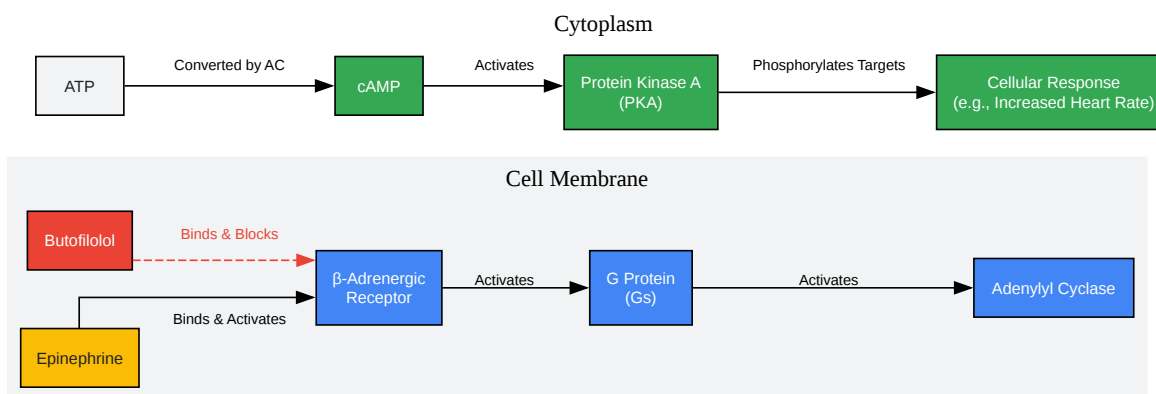 Cytoplasm
ATP
Converted by AC
cAMP
Activates
Protein Kinase A
(PKA)
Phosphorylates Targets
Cellular Response
(e.g., Increased Heart Rate)
Cell Membrane
Butofilolol
Binds & Blocks
Epinephrine
Binds & Activates
β-Adrenergic
Receptor
Activates
G Protein
(Gs)
Activates
Adenylyl Cyclase